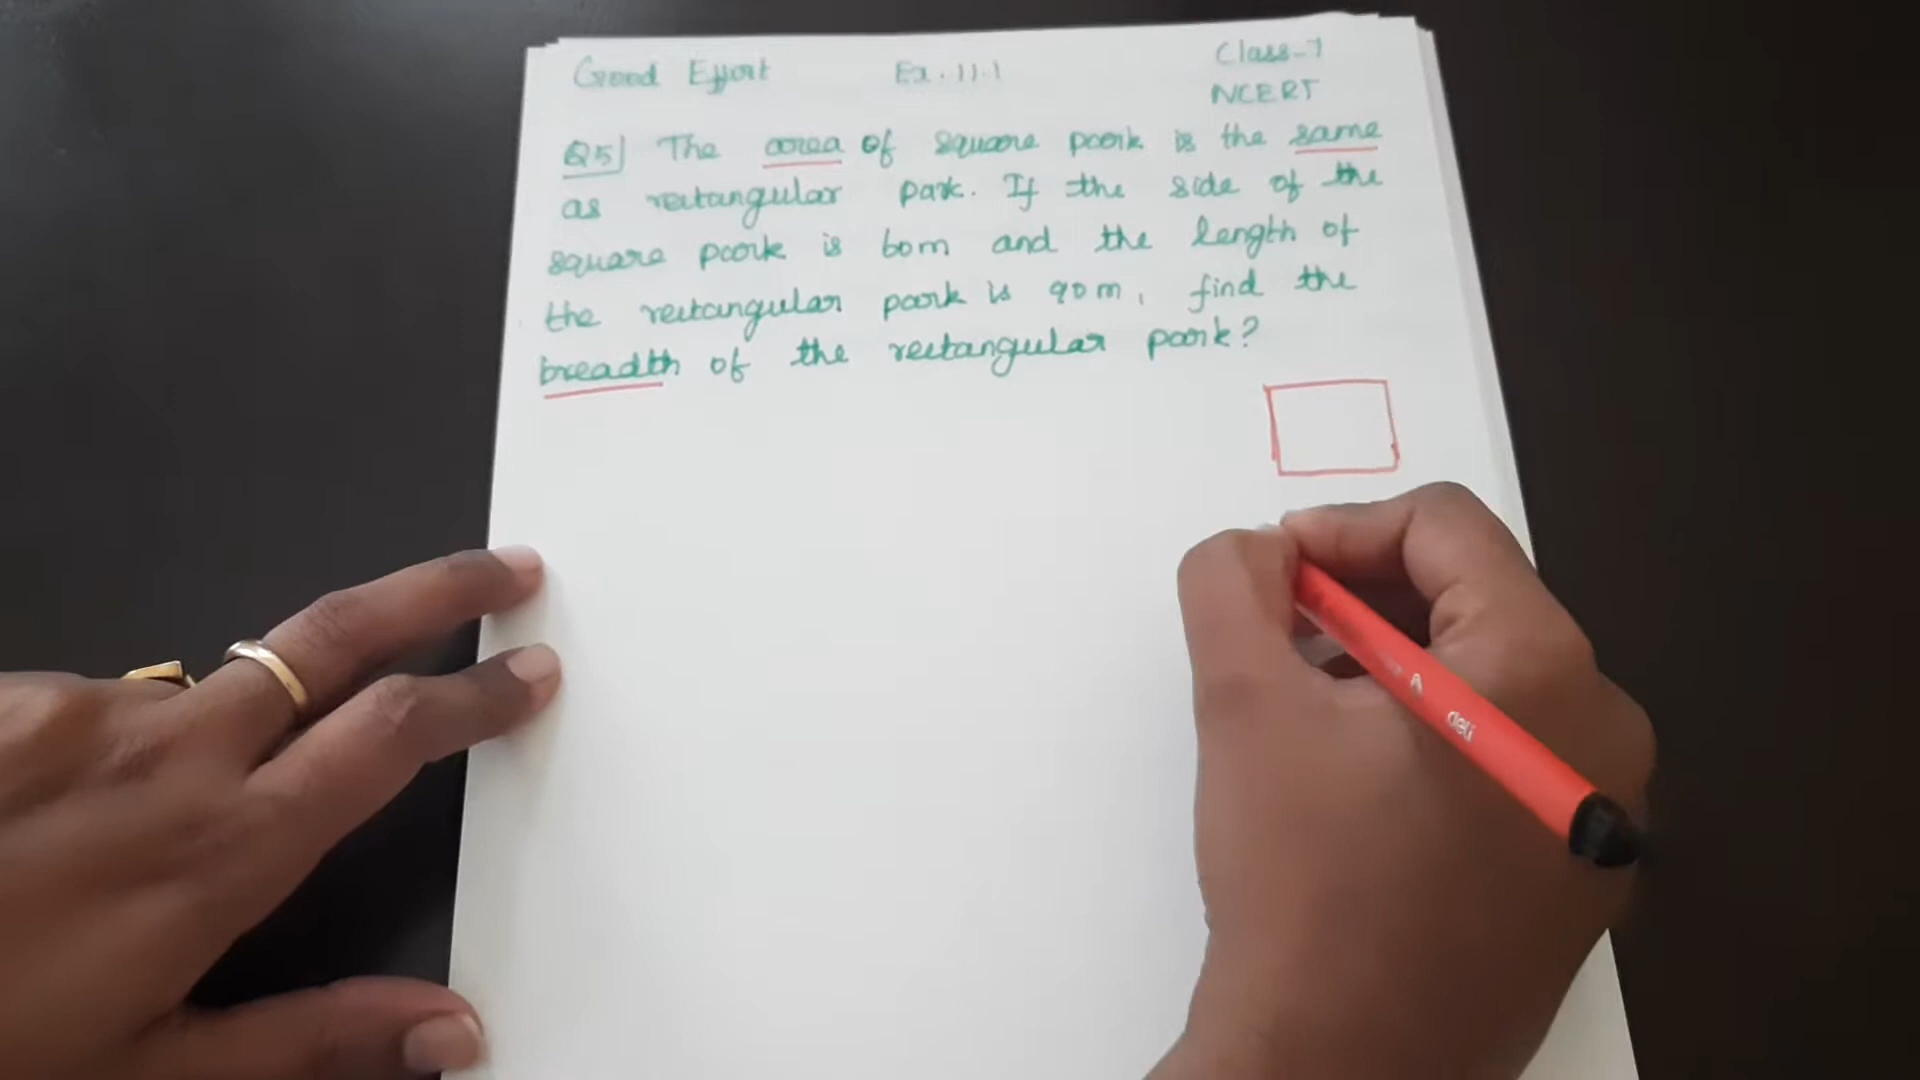 Good Effort Ex. 11.1 Class-7
NCERT
Q5] The area of square park is the same
as rectangular park. If the side of the
square park is 60m and the length of
the rectangular park is 90m, find the
breadth of the rectangular park?
A deli